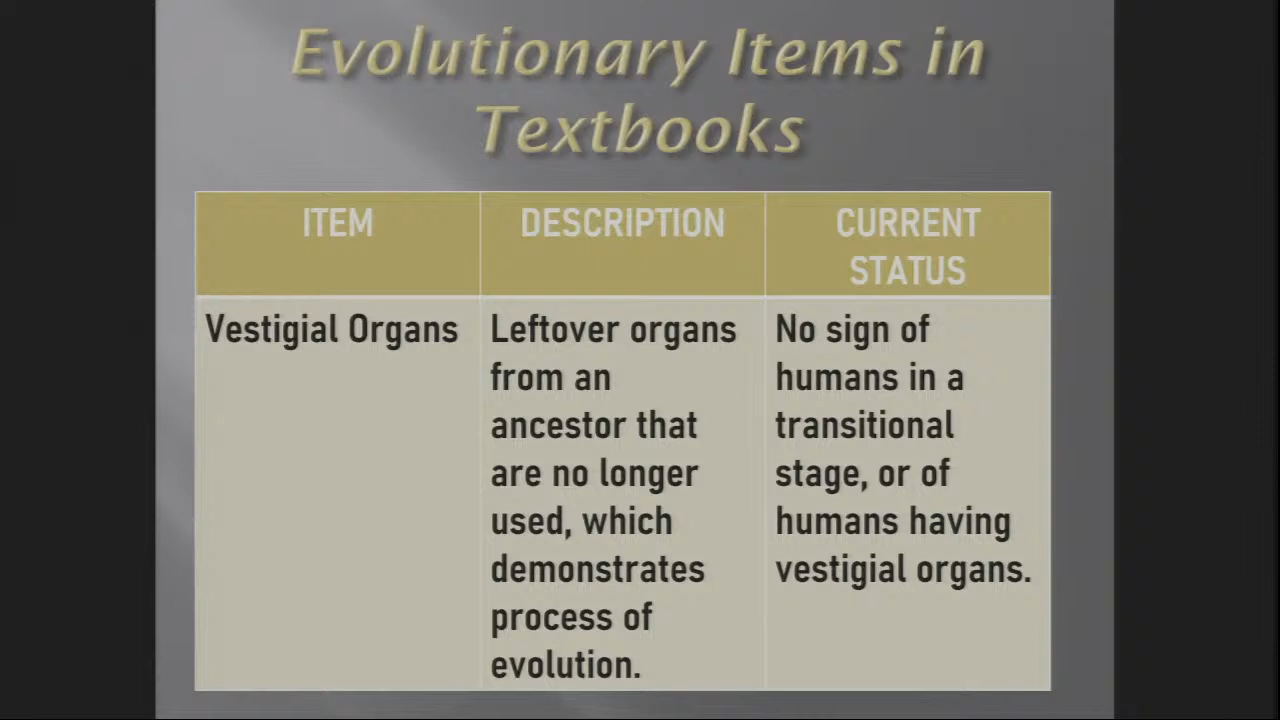 Evolutionary Items in
Textbooks
ITEM
DESCRIPTION
CURRENT
STATUS
Vestigial Organs
Leftover organs
from an
ancestor that
are no longer
used, which
demonstrates
process of
evolution.
No sign of
humans in a
transitional
stage, or of
humans having
vestigial organs.